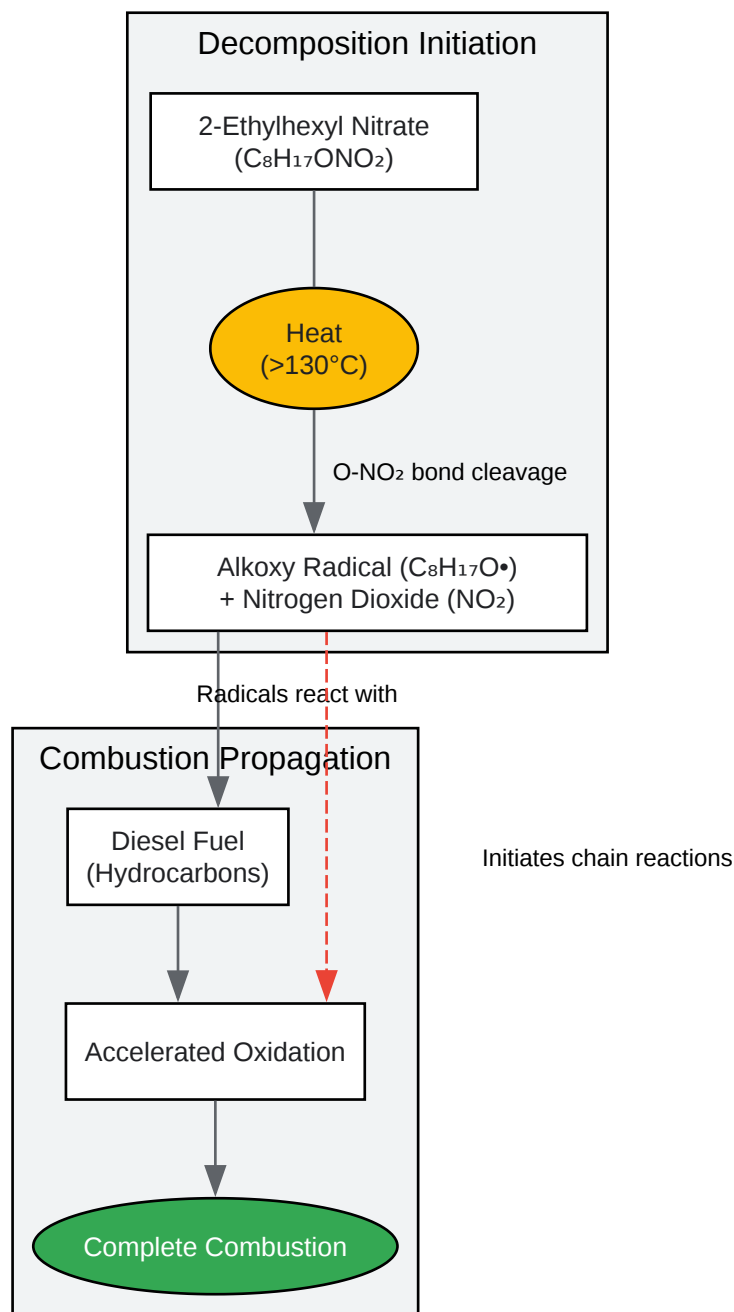 Decomposition Initiation
2-Ethylhexyl Nitrate
(C₈H₁₇ONO₂)
Heat
(>130°C)
O-NO₂ bond cleavage
Alkoxy Radical (C₈H₁₇O•)
+ Nitrogen Dioxide (NO₂)
Radicals react with
Combustion Propagation
Diesel Fuel
(Hydrocarbons)
Initiates chain reactions
Accelerated Oxidation
Complete Combustion